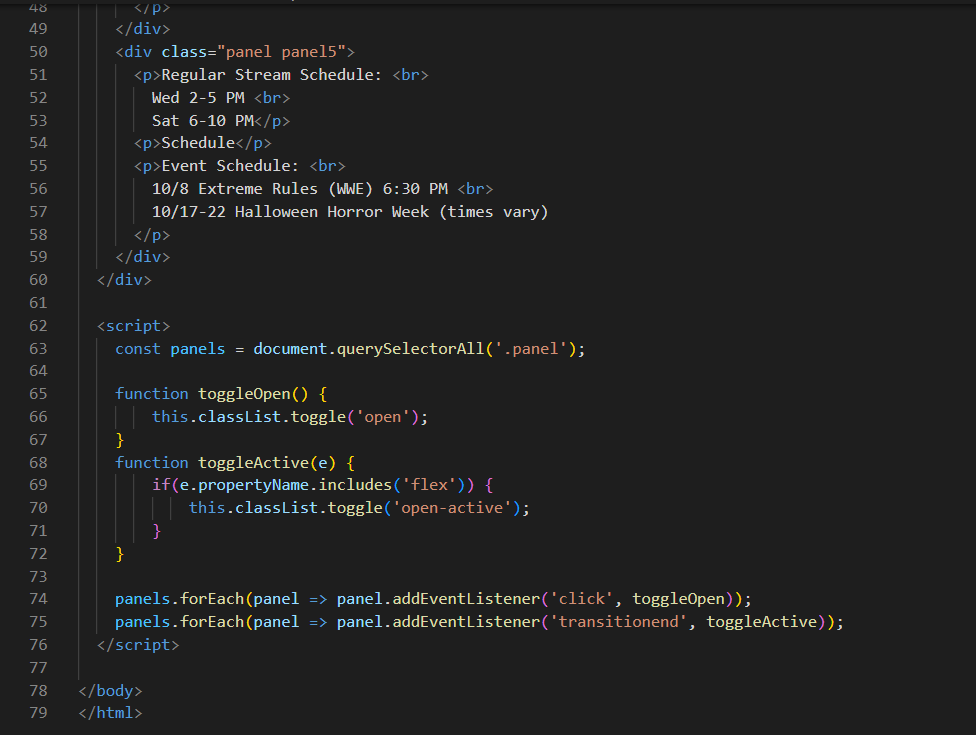 48 </p>
49 </div>
50 <div class="panel panel5">
51 <p>Regular Stream Schedule: <br>
52 Wed 2-5 PM <br>
53 Sat 6-10 PM</p>
54 <p>Schedule</p>
55 <p>Event Schedule: <br>
56 10/8 Extreme Rules (WWE) 6:30 PM <br>
57 10/17-22 Halloween Horror Week (times vary)
58 </p>
59 </div>
60 </div>
61
62 <script>
63 const panels = document.querySelectorAll('.panel');
64
65 function toggleOpen() {
66 this.classList.toggle('open');
67 }
68 function toggleActive(e) {
69 if(e.propertyName.includes('flex')) {
70 this.classList.toggle('open-active');
71 }
72 }
73
74 panels.forEach(panel => panel.addEventListener('click', toggleOpen));
75 panels.forEach(panel => panel.addEventListener('transitionend', toggleActive));
76 </script>
77
78 </body>
79 </html>